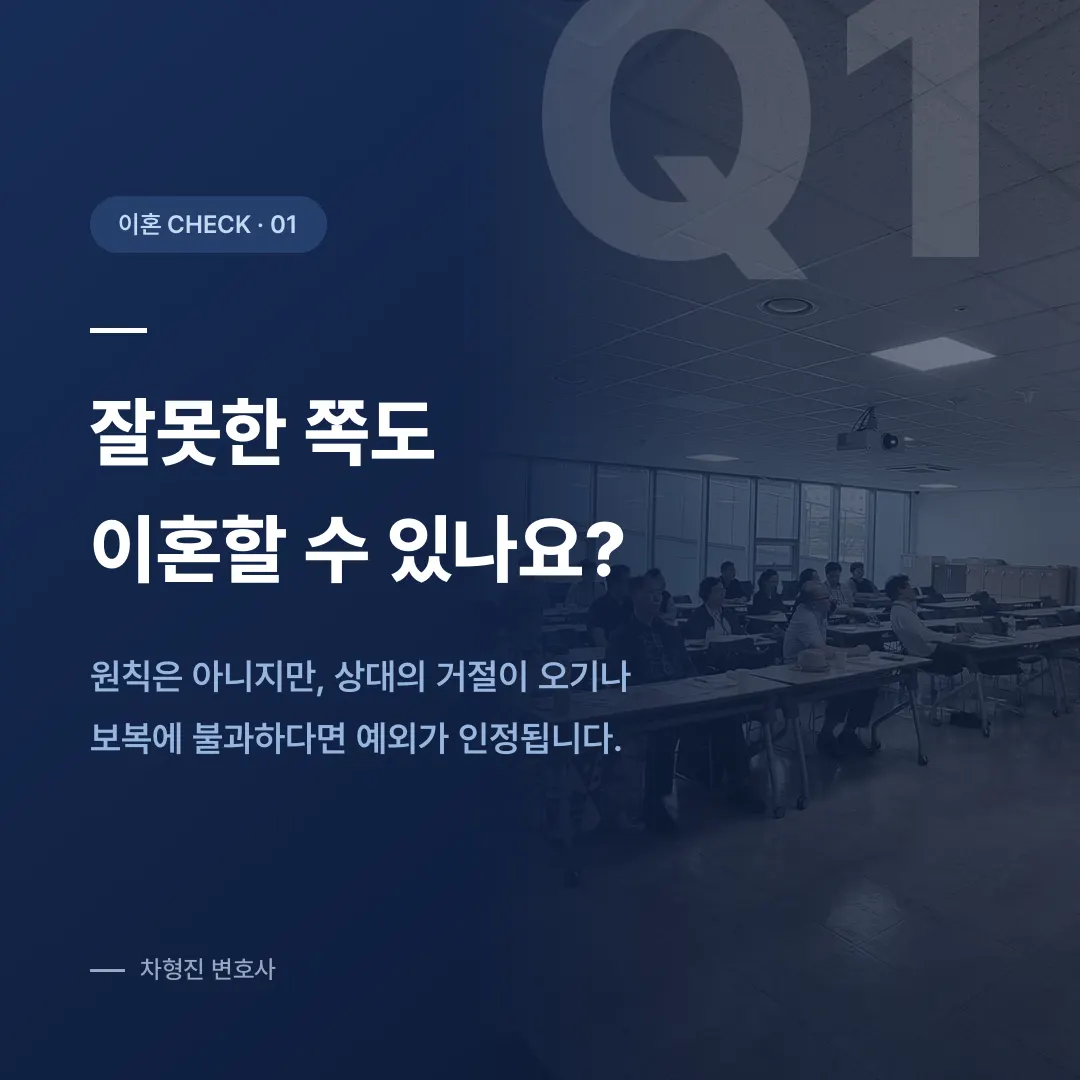 Q1
이혼 CHECK · 01
잘못한 쪽도
이혼할 수 있나요?
원칙은 아니지만, 상대의 거절이 오기나
보복에 불과하다면 예외가 인정됩니다.
차형진 변호사